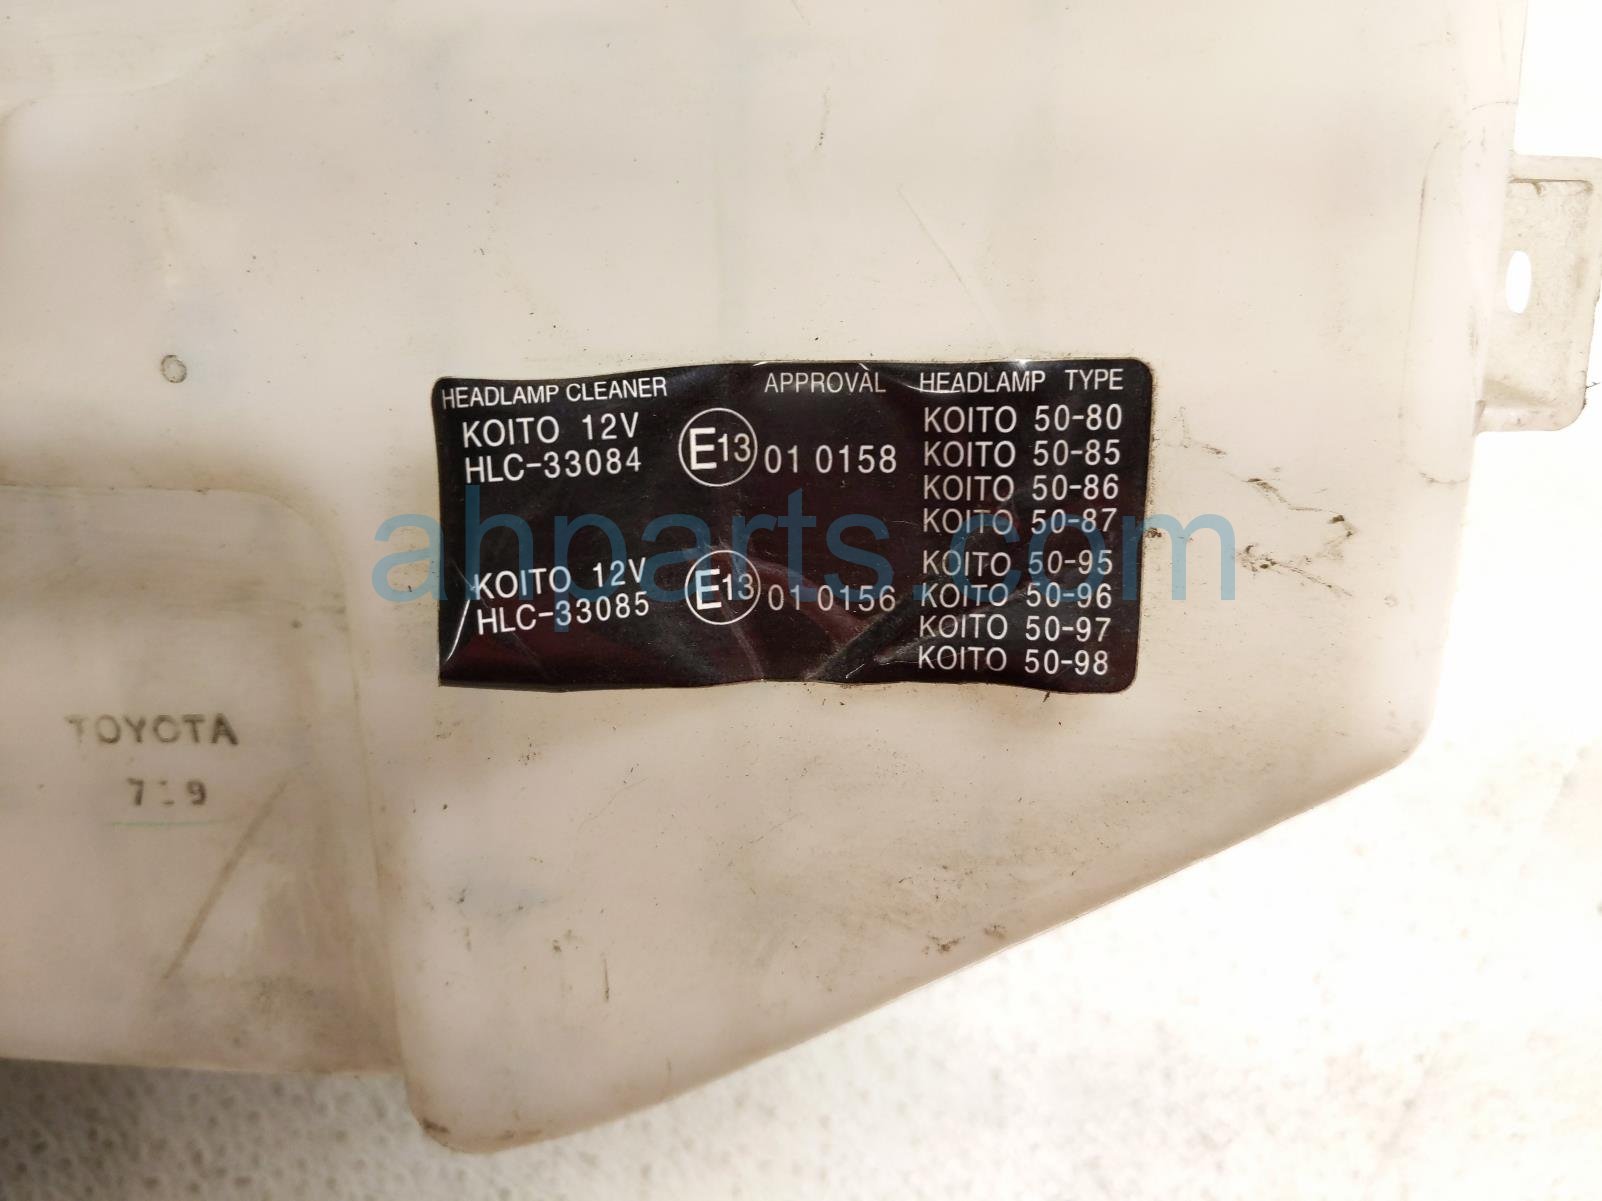 HEADLAMP CLEANER APPROVAL HEADLAMP TYPE
KOITO 12V
HLC-33084
E13 01 0158
KOITO 50-80
KOITO 50-85
KOITO 50-86
KOITO 50-87
KOITO 12V
HLC-33085
E13 01 0156
KOITO 50-95
KOITO 50-96
KOITO 50-97
KOITO 50-98
ahparts.com
TOYOTA